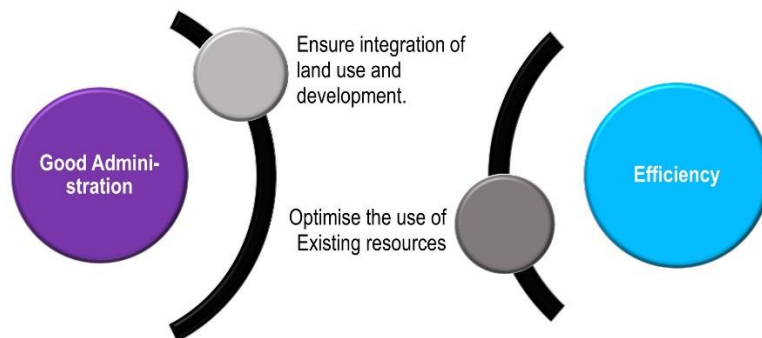 Good Admini-
stration
Ensure integration of
land use and
development.
Optimise the use of
Existing resources
Efficiency